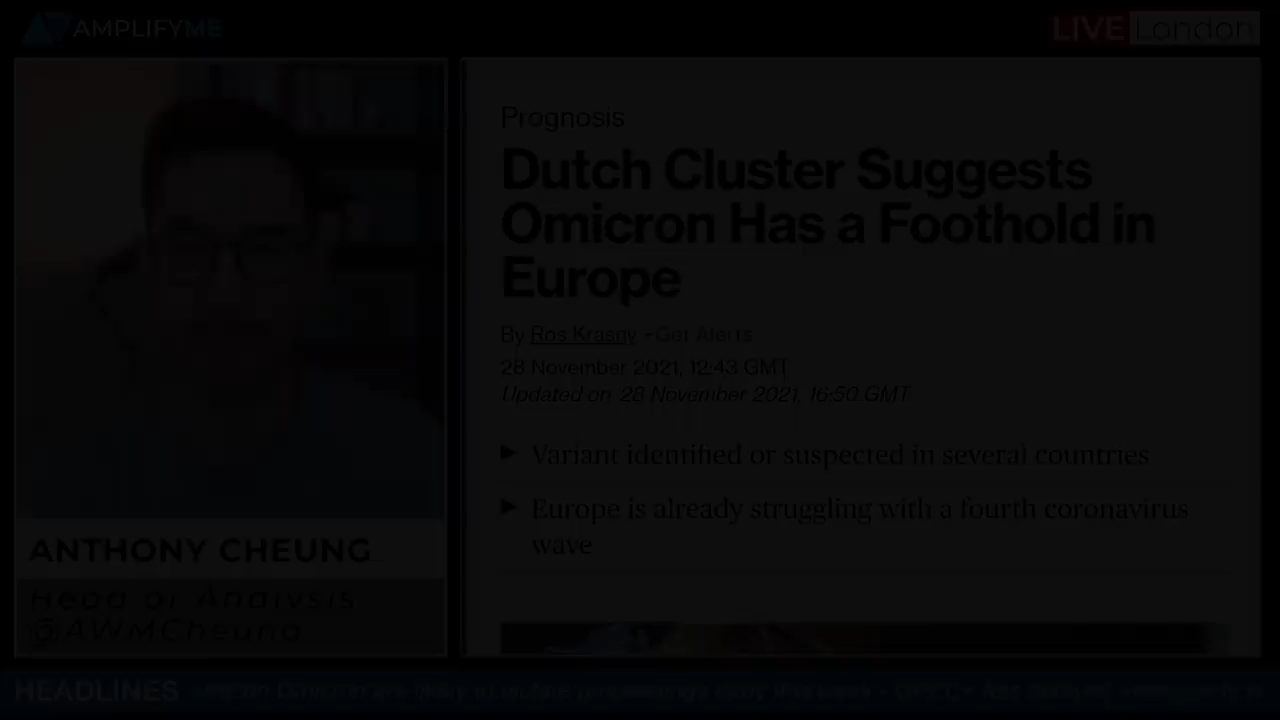 AMPLIFYME
LIVE London
Prognosis
Dutch Cluster Suggests
Omicron Has a Foothold in
Europe
By Ros Krasny +Get Alerts
28 November 2021, 12:43 GMT
Updated on 28 November 2021, 16:50 GMT
Variant identified or suspected in several countries
Europe is already struggling with a fourth coronavirus
wave
ANTHONY CHEUNG
Head of Analysis
@AWMCheung
HEADLINES